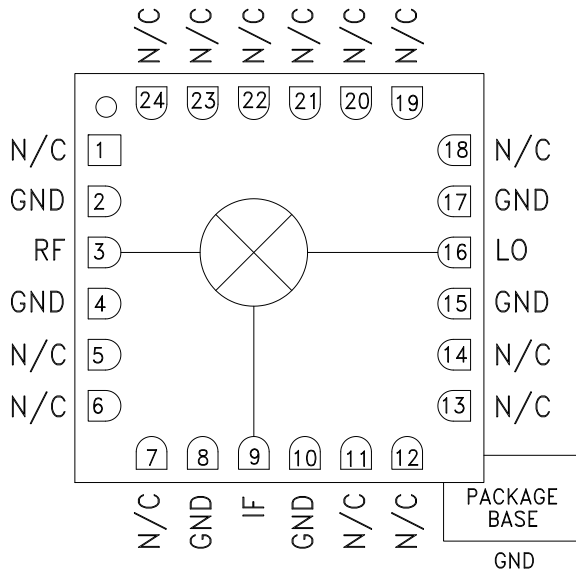 N/C N/C N/C N/C N/C N/C
24 23 22 21 20 19
N/C 1 18 N/C
GND 2 17 GND
RF 3 16 LO
GND 4 15 GND
N/C 5 14 N/C
N/C 6 13 N/C
7 8 9 10 11 12
N/C GND IF GND N/C N/C
PACKAGE
BASE
GND